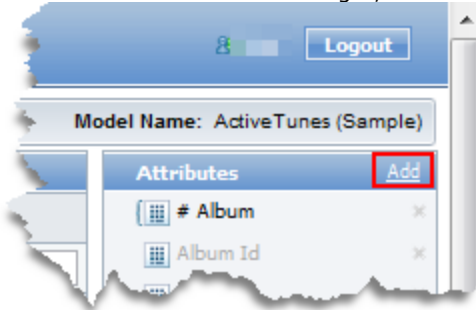 Logout
Model Name: ActiveTunes (Sample)
Attributes Add
# Album
Album Id